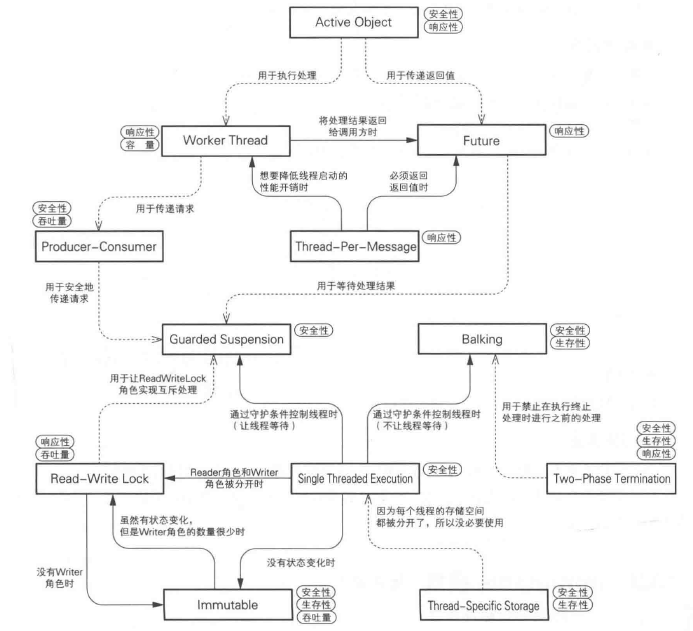 Active Object
安全性
响应性
用于执行处理
用于传递返回值
响应性
容 量
Worker Thread
将处理结果返回
给调用方时
Future
响应性
想要降低线程启动的
性能开销时
必须返回
返回值时
用于传递请求
安全性
吞吐量
Producer-Consumer
Thread-Per-Message
响应性
用于安全地
传递请求
用于等待处理结果
Guarded Suspension
安全性
Balking
安全性
生存性
用于让ReadWriteLock
角色实现互斥处理
通过守护条件控制线程时
（让线程等待）
通过守护条件控制线程时
（不让线程等待）
用于禁止在执行终止
处理时进行之前的处理
响应性
吞吐量
安全性
生存性
响应性
Read-Write Lock
Reader角色和Writer
角色被分开时
Single Threaded Execution
安全性
Two-Phase Termination
虽然有状态变化，
但是Writer角色的数量很少时
因为每个线程的存储空间
都被分开了，所以没必要使用
没有Writer
角色时
没有状态变化时
Immutable
安全性
生存性
吞吐量
Thread-Specific Storage
安全性
生存性